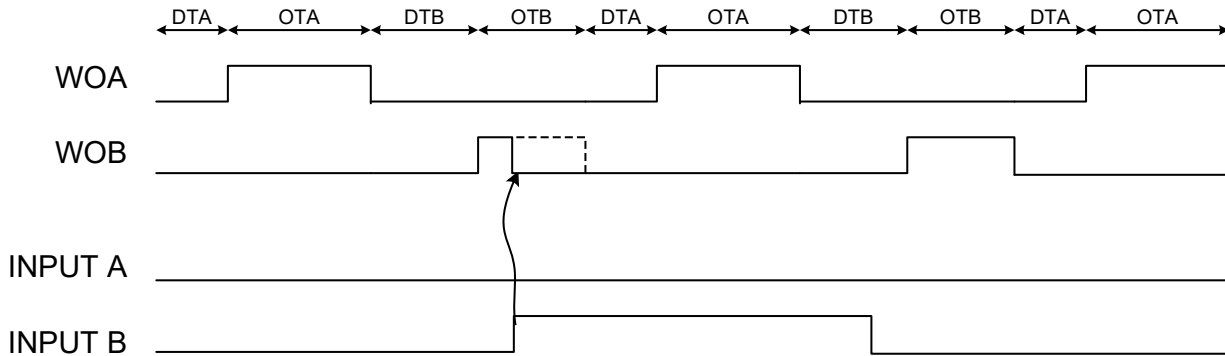 DTA OTA DTB OTB DTA OTA DTB OTB DTA OTA
WOA
WOB
INPUT A
INPUT B